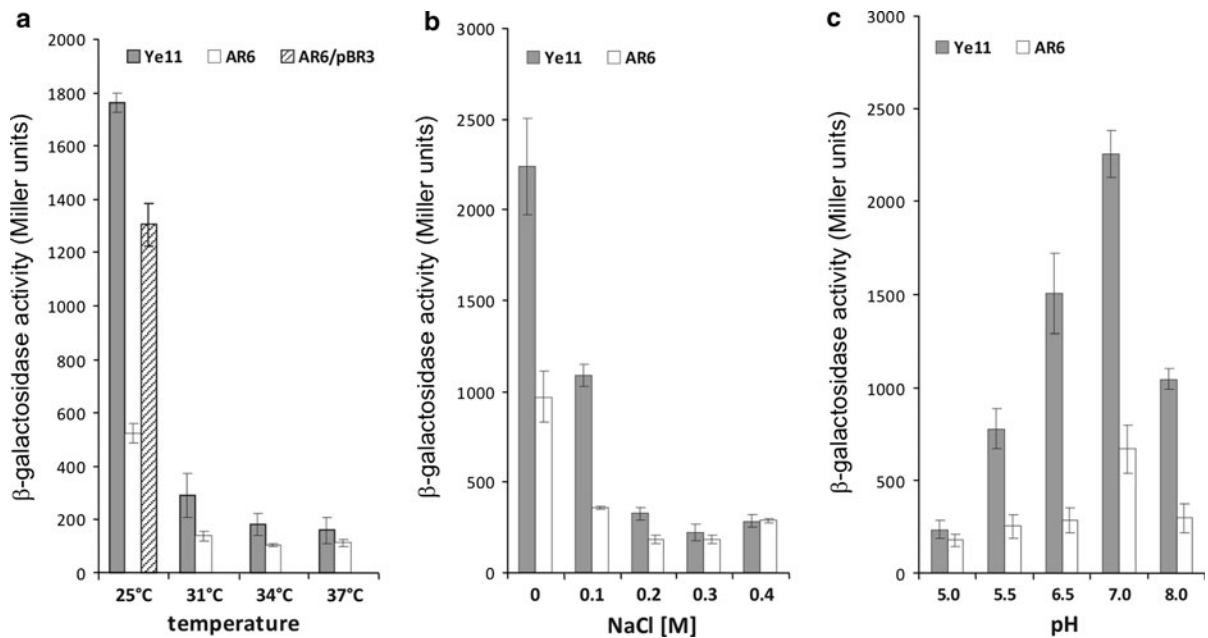 a
β-galactosidase activity (Miller units)
2000
1800
1600
1400
1200
1000
800
600
400
200
0
Ye11 AR6 AR6/pBR3
25°C 31°C 34°C 37°C
temperature
b
β-galactosidase activity (Miller units)
3000
2500
2000
1500
1000
500
0
Ye11 AR6
0 0.1 0.2 0.3 0.4
NaCl [M]
c
β-galactosidase activity (Miller units)
3000
2500
2000
1500
1000
500
0
Ye11 AR6
5.0 5.5 6.5 7.0 8.0
pH